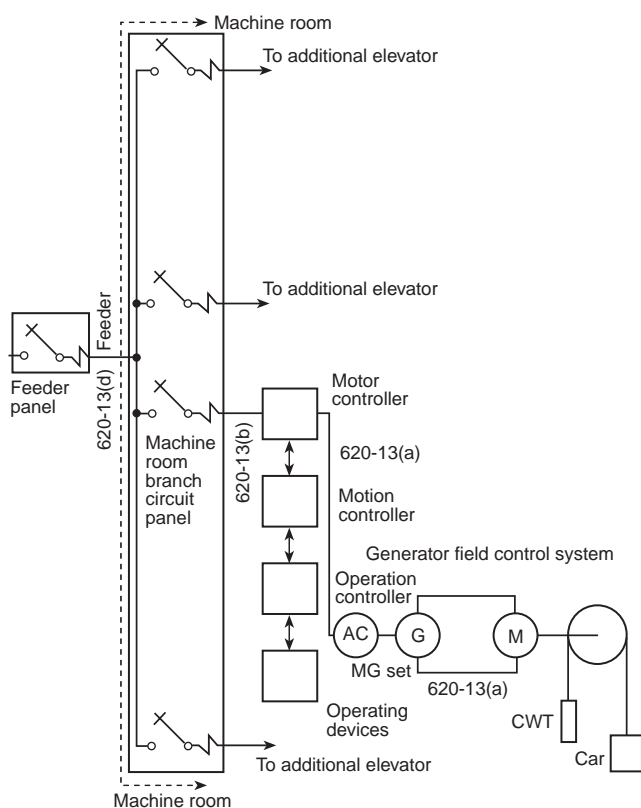 Machine room
To additional elevator
To additional elevator
Feeder
620-13(d)
Feeder
panel
Machine
room
branch
circuit
panel
620-13(b)
Motor
controller
620-13(a)
Motion
controller
Generator field control system
Operation
controller
AC
G
M
MG set
620-13(a)
Operating
devices
CWT
Car
To additional elevator
Machine room